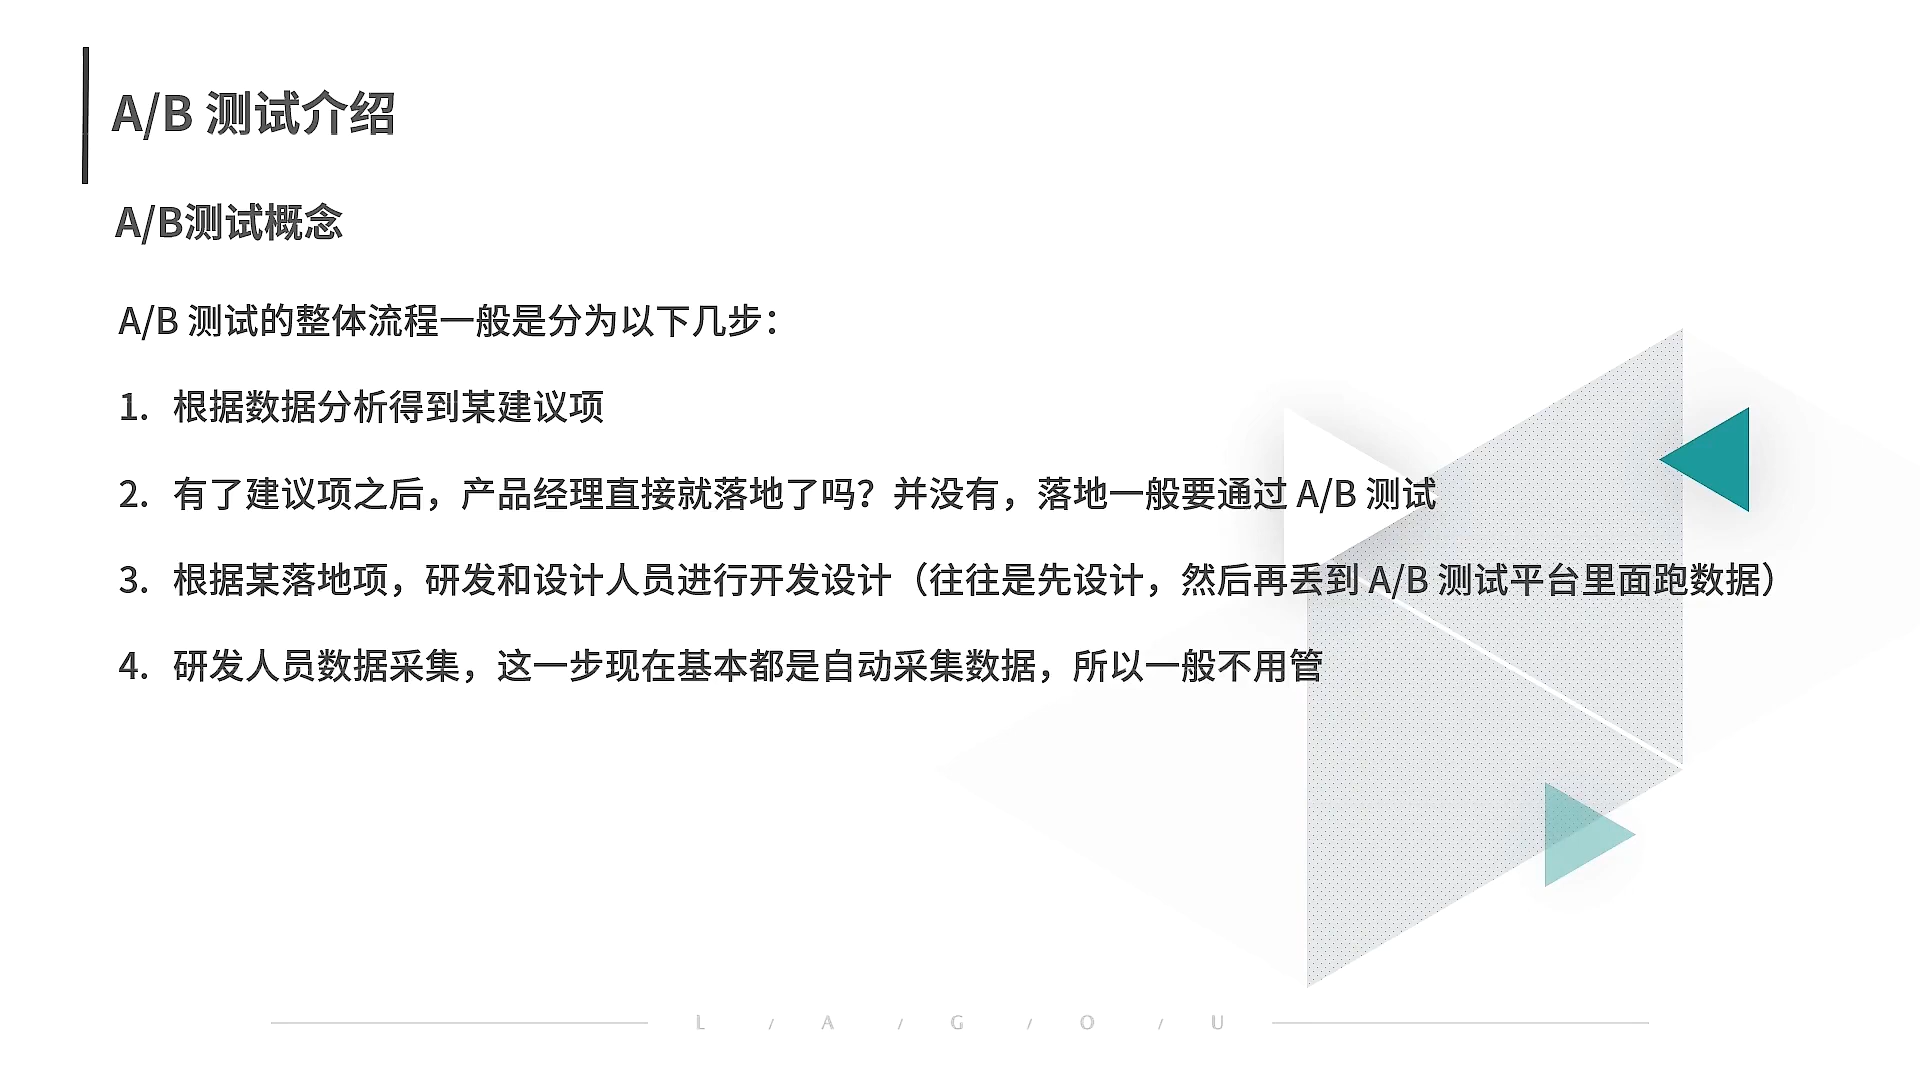 A/B 测试介绍
A/B测试概念
A/B 测试的整体流程一般是分为以下几步：
1. 根据数据分析得到某建议项
2. 有了建议项之后，产品经理直接就落地了吗？并没有，落地一般要通过 A/B 测试
3. 根据某落地项，研发和设计人员进行开发设计（往往是先设计，然后再丢到 A/B 测试平台里面跑数据）
4. 研发人员数据采集，这一步现在基本都是自动采集数据，所以一般不用管
L / A / G / O / U